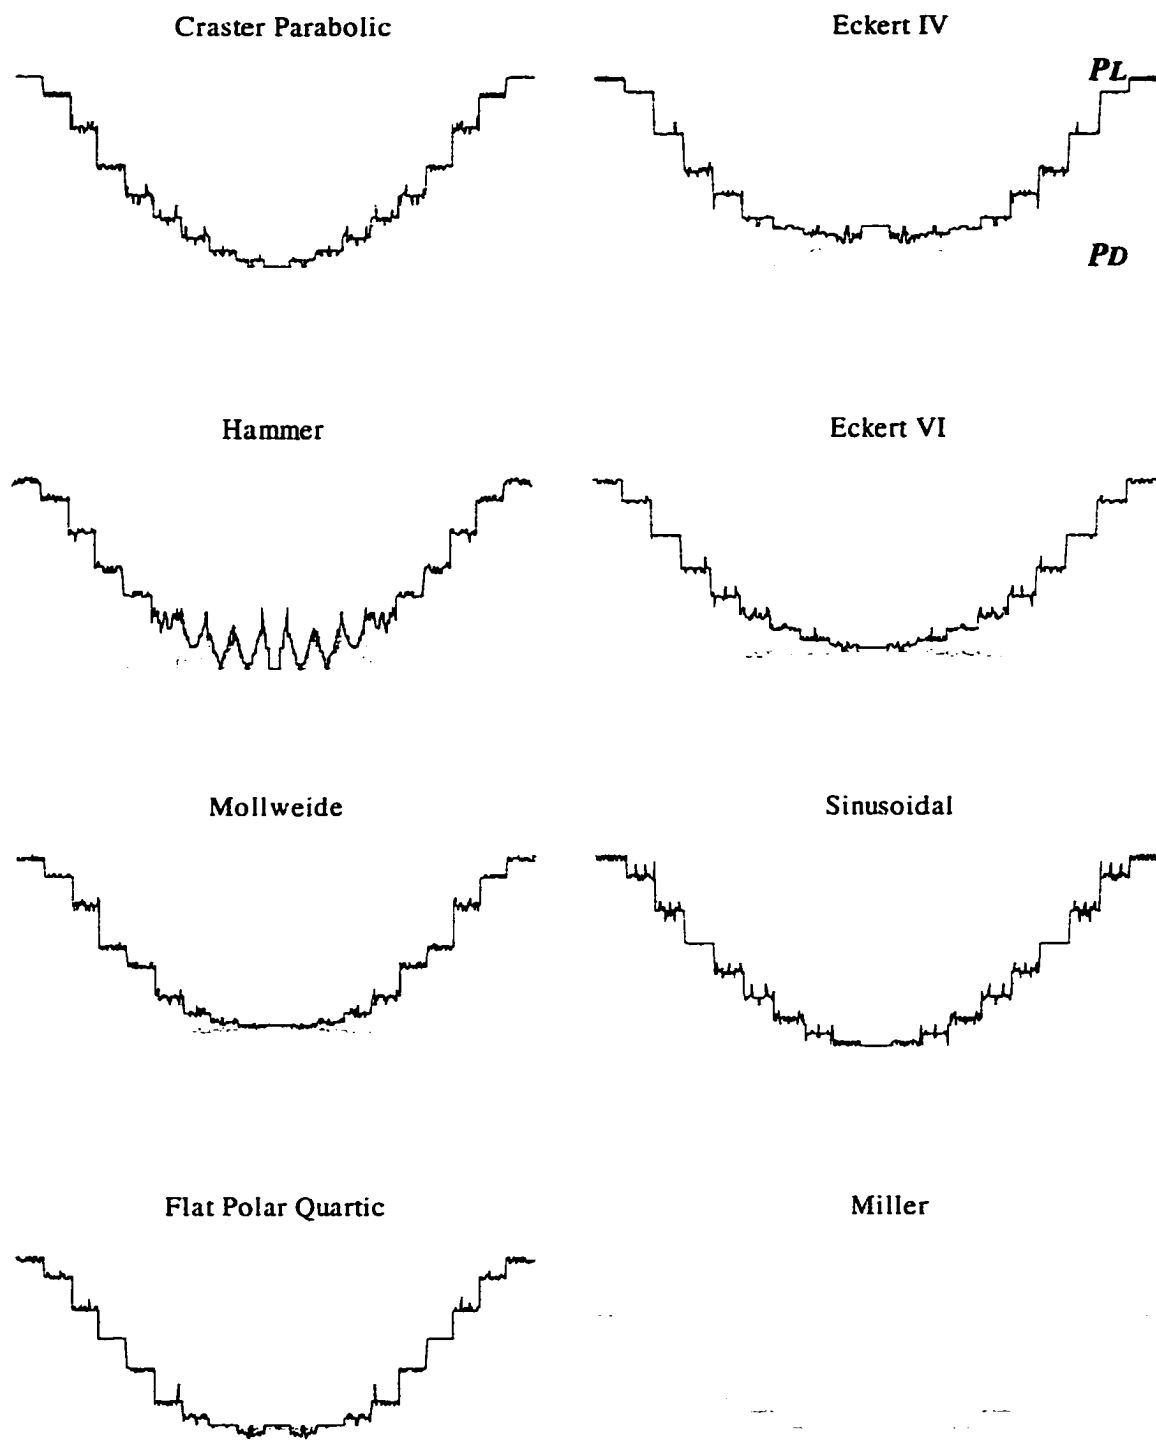 Craster Parabolic
Eckert IV
PL
PD
Hammer
Eckert VI
Mollweide
Sinusoidal
Flat Polar Quartic
Miller